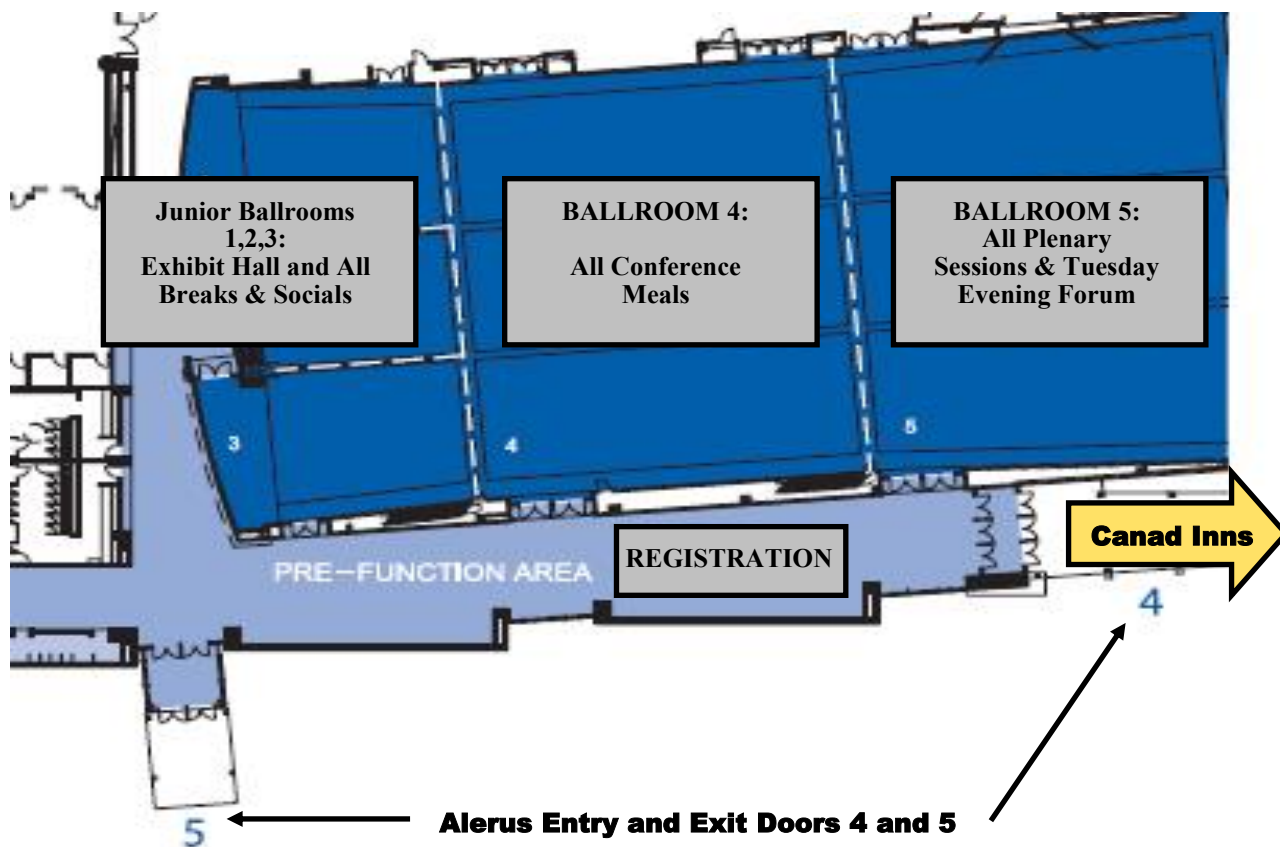 Junior Ballrooms
1,2,3:
Exhibit Hall and All
Breaks & Socials
BALLROOM 4:
All Conference
Meals
BALLROOM 5:
All Plenary
Sessions & Tuesday
Evening Forum
3
4
5
REGISTRATION
PRE-FUNCTION AREA
Canad Inns
4
5
Alerus Entry and Exit Doors 4 and 5